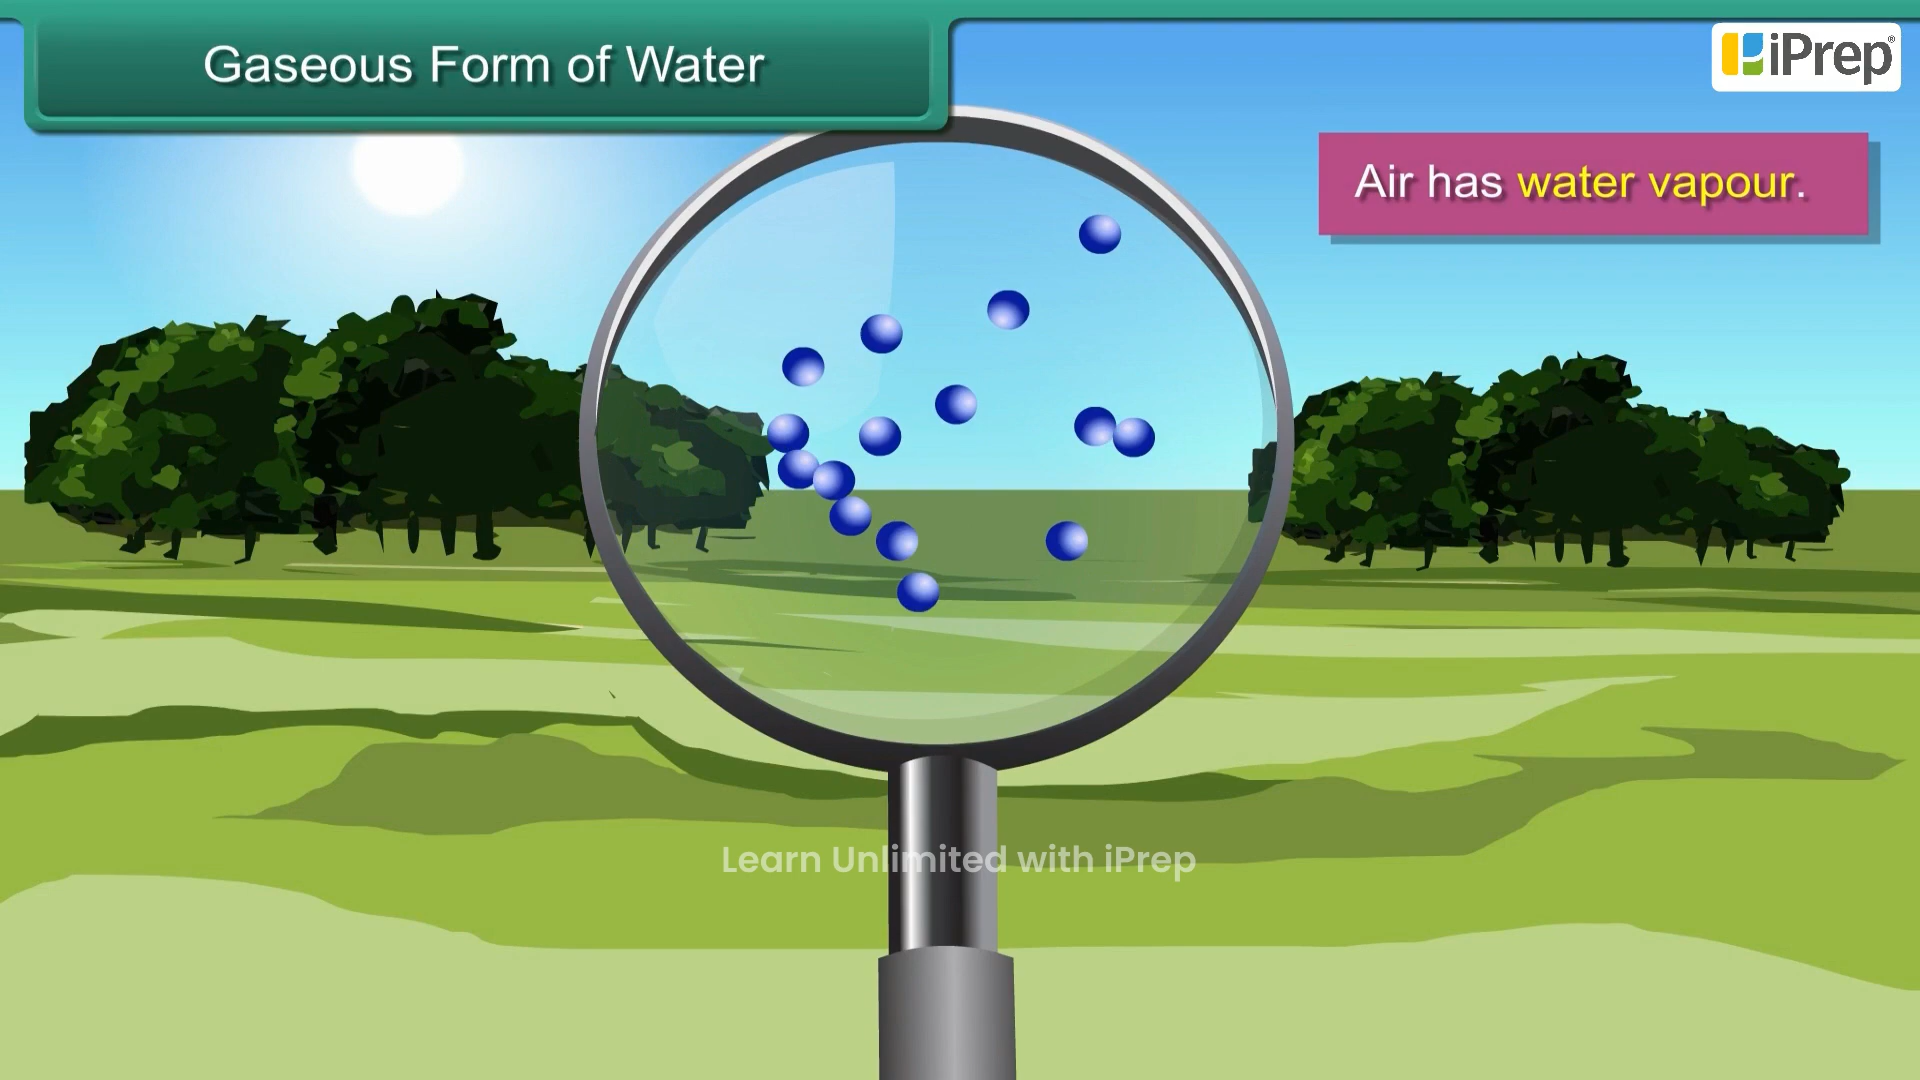 Gaseous Form of Water
iPrep®
Air has water vapour.
Learn Unlimited with iPrep